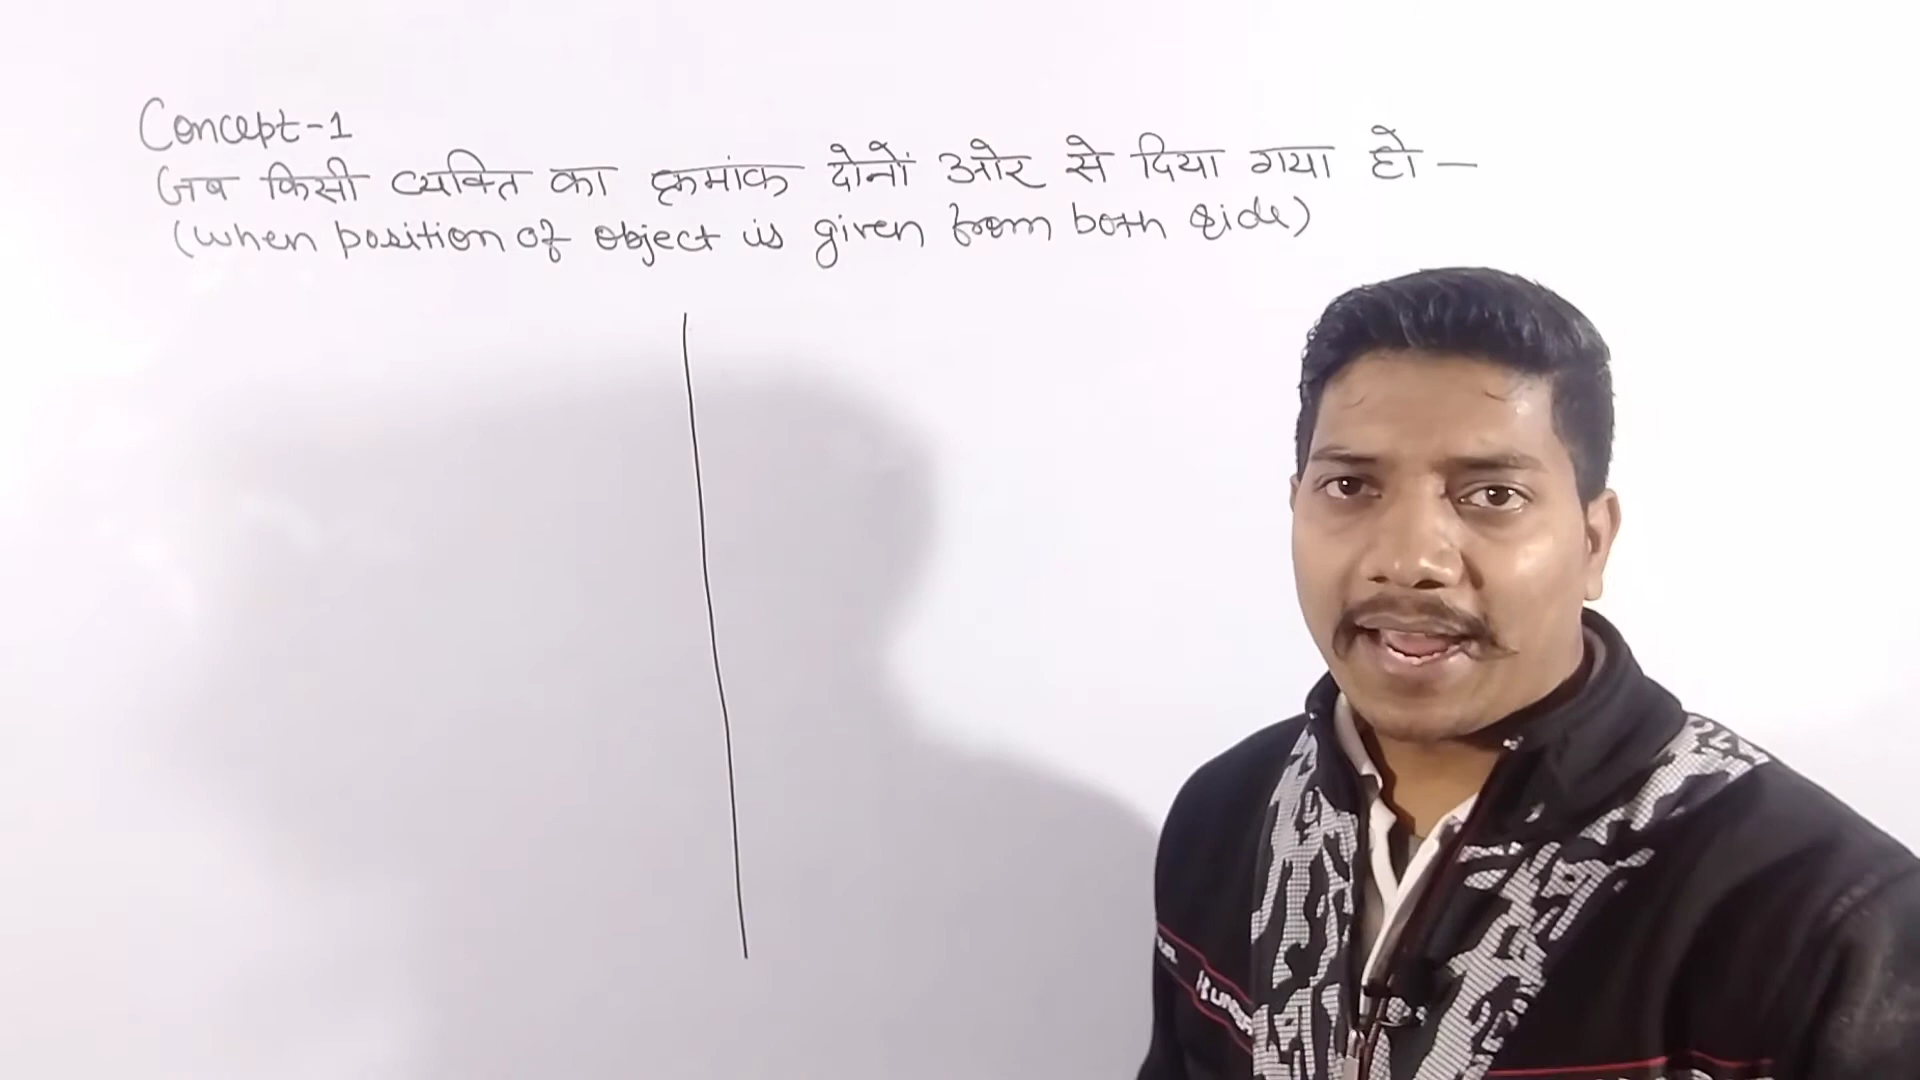 Concept-1
जब किसी व्यक्ति का क्रमांक दोनों ओर से दिया गया हो —
(when position of object is given from both side)